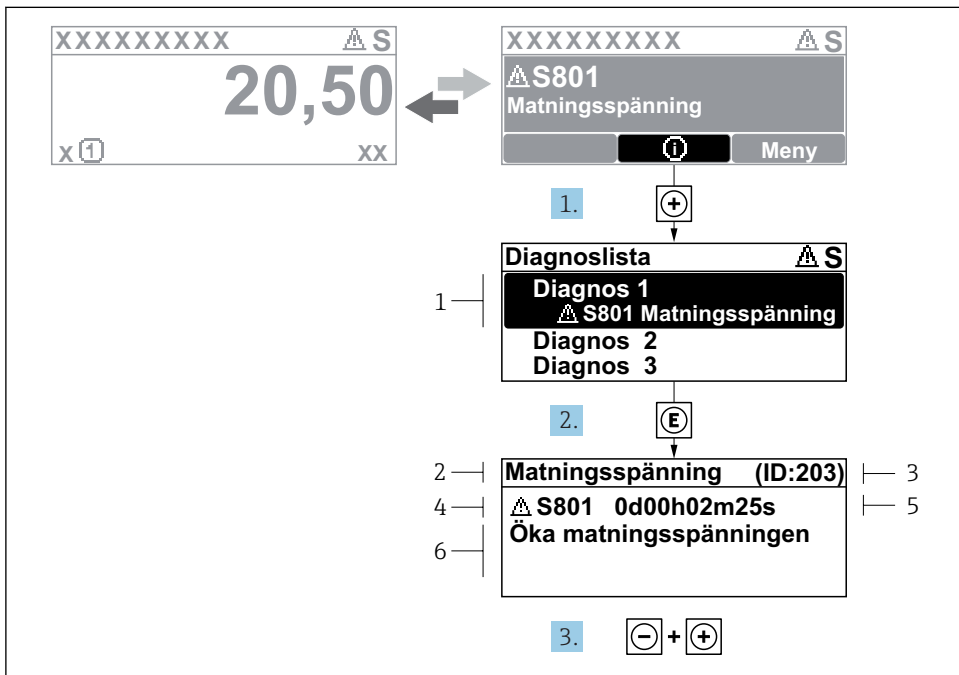 XXXXXXXXX ⚠ S
20,50
x 1 xx
XXXXXXXXX ⚠ S
⚠ S801
Matningsspänning
i Meny
1. +
Diagnoslista ⚠ S
1
Diagnos 1
⚠ S801 Matningsspänning
Diagnos 2
Diagnos 3
2. E
2 Matningsspänning (ID:203) 3
4 ⚠ S801 0d00h02m25s 5
6 Öka matningsspänningen
3. - + +